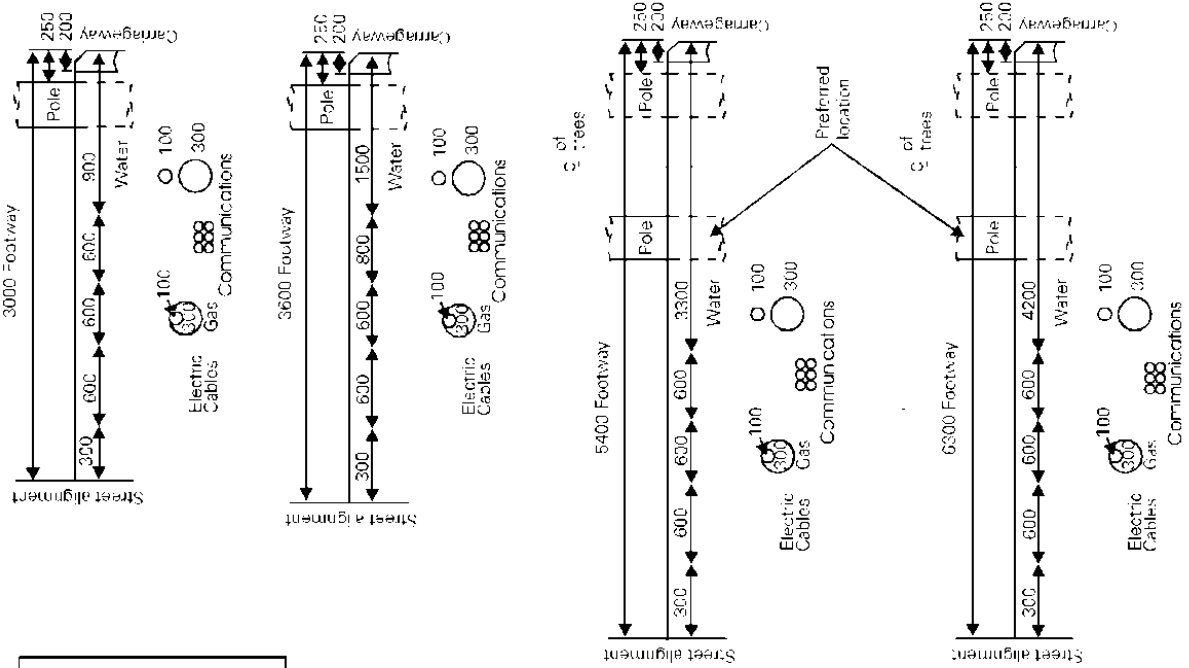 250
200
Carriageway
Pole
3000 Footway
900
Water
100
300
600
Communications
600
100
300
Gas
600
Electric
Cables
300
Street alignment
250
200
Carriageway
Pole
3600 Footway
1500
Water
100
300
800
Communications
600
100
300
Gas
600
Electric
Cables
300
Street alignment
250
200
Carriageway
Pole
of
trees
Preferred
location
Pole
5400 Footway
3300
Water
100
300
600
Communications
600
100
300
Gas
600
Electric
Cables
300
Street alignment
250
200
Carriageway
Pole
of
trees
Pole
6300 Footway
4200
Water
100
300
600
Communications
600
100
300
Gas
600
Electric
Cables
300
Street alignment